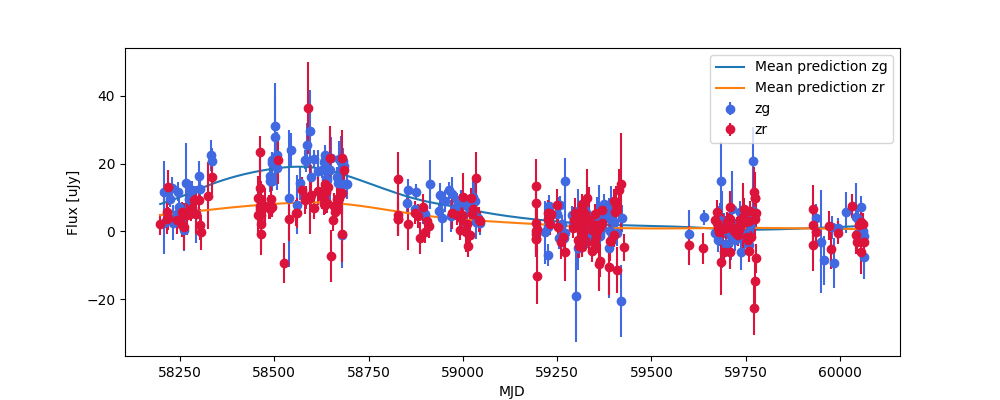 Mean prediction zg
Mean prediction zr
zg
zr
Flux [uJy]
40
20
0
−20
58250 58500 58750 59000 59250 59500 59750 60000
MJD